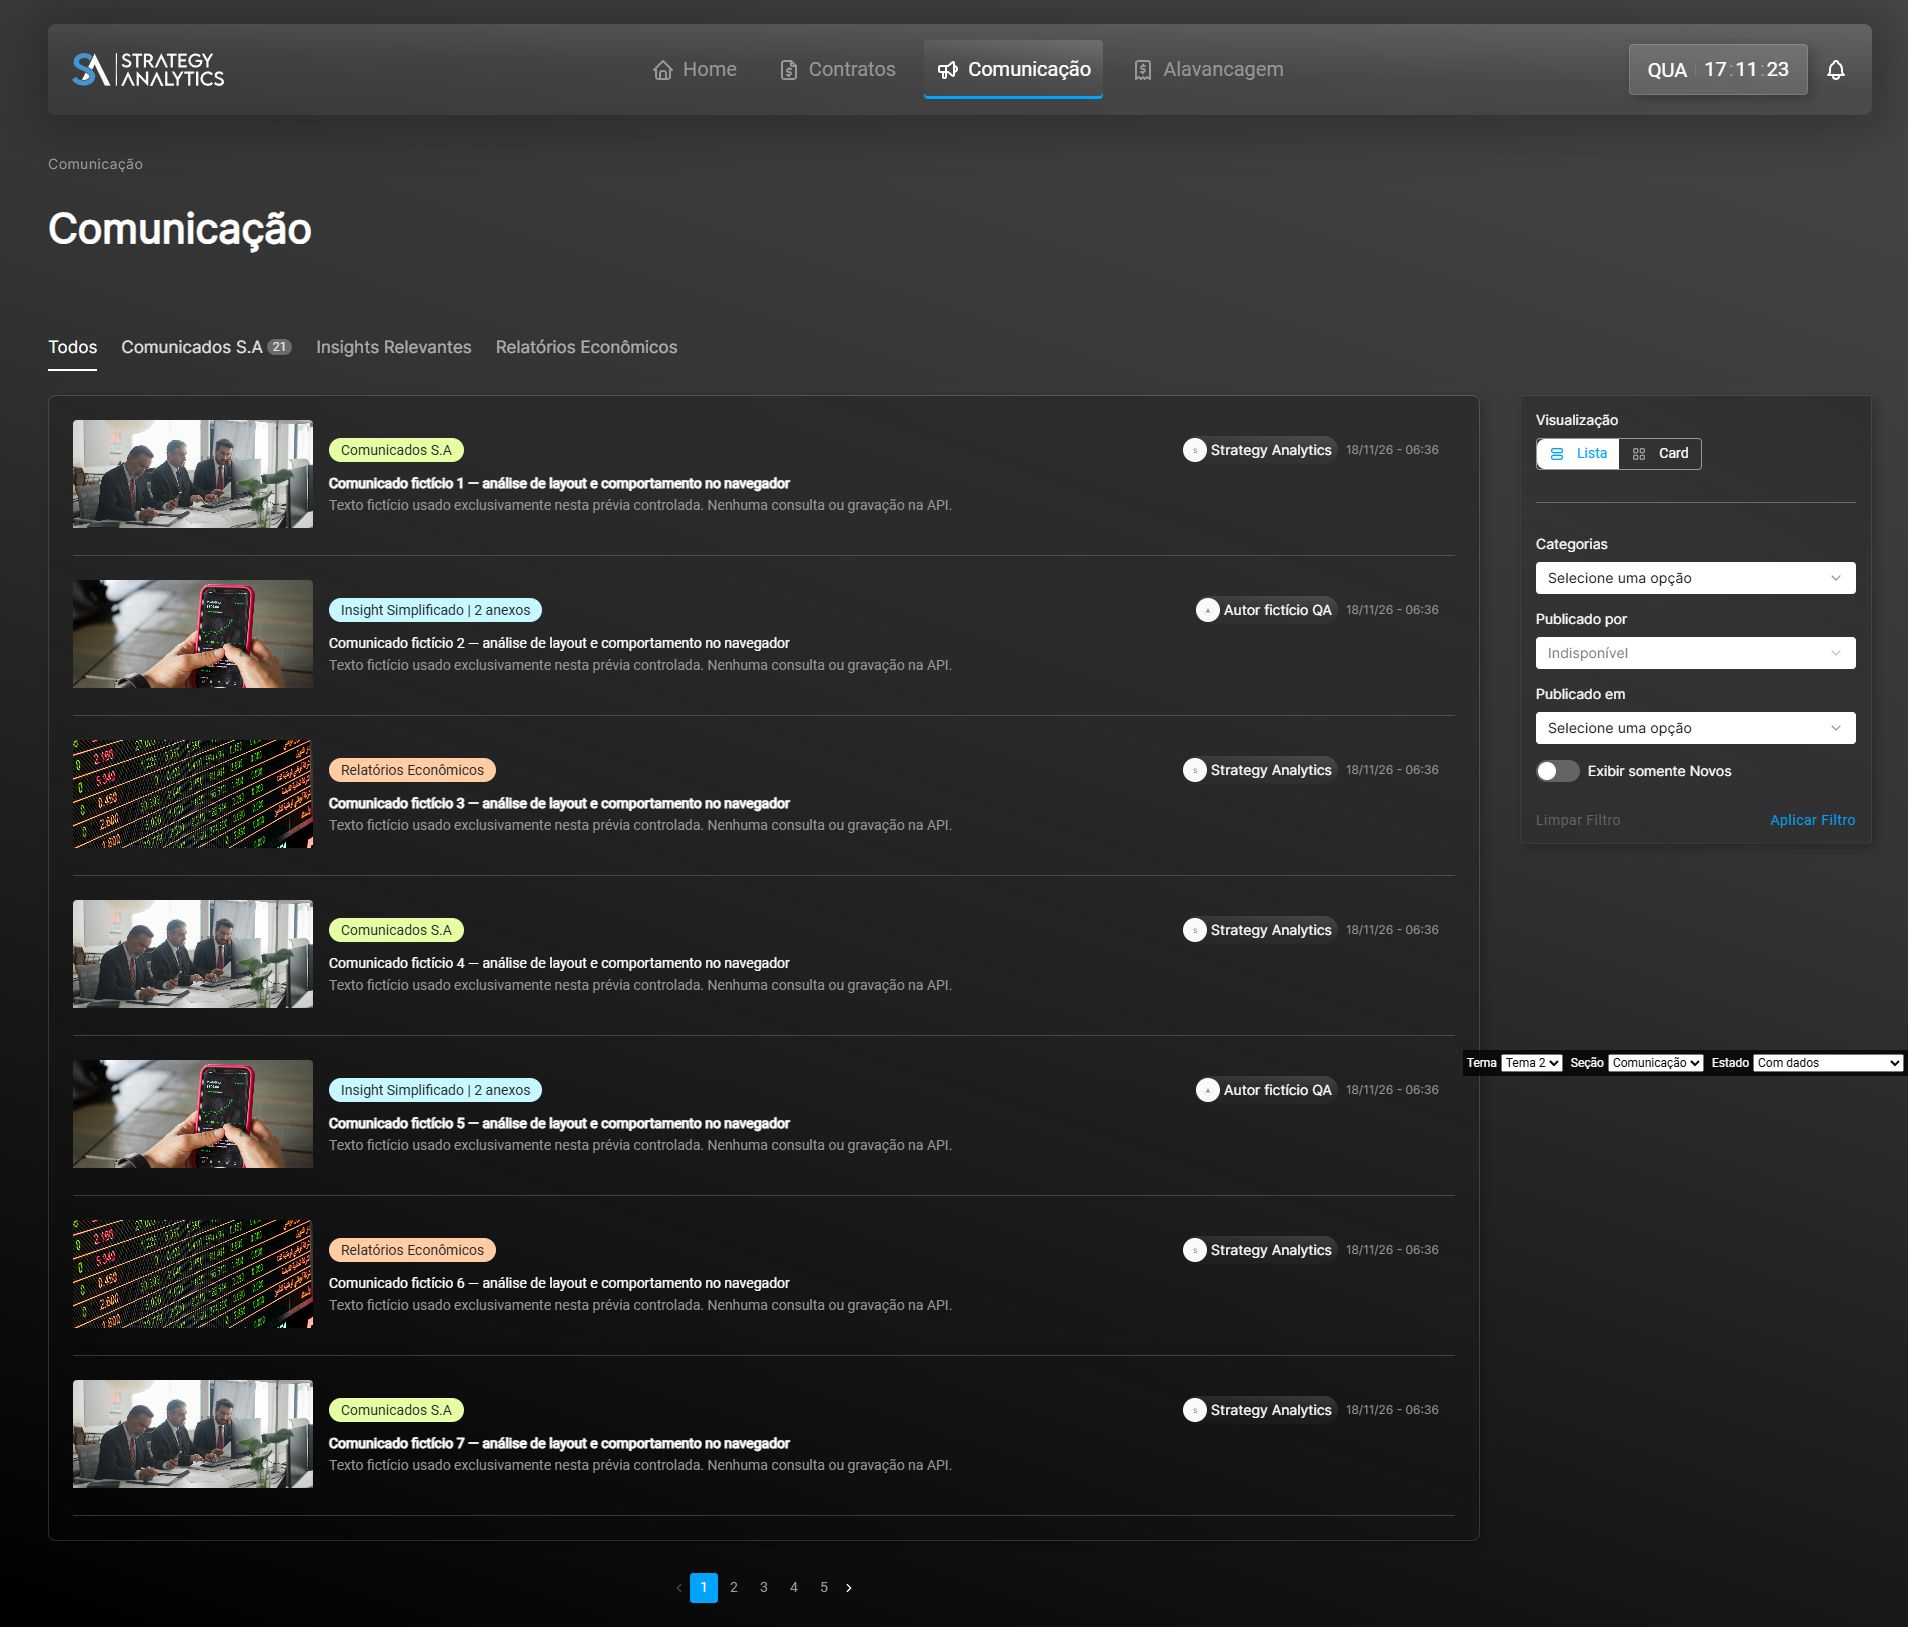 SA STRATEGY ANALYTICS
Home
Contratos
Comunicação
Alavancagem
QUA 17:11:23
Comunicação
Comunicação
Todos
Comunicados S.A 21
Insights Relevantes
Relatórios Econômicos
Comunicados S.A
S Strategy Analytics 18/11/26 - 06:36
Comunicado fictício 1 — análise de layout e comportamento no navegador
Texto fictício usado exclusivamente nesta prévia controlada. Nenhuma consulta ou gravação na API.
Insight Simplificado | 2 anexos
A Autor fictício QA 18/11/26 - 06:36
Comunicado fictício 2 — análise de layout e comportamento no navegador
Texto fictício usado exclusivamente nesta prévia controlada. Nenhuma consulta ou gravação na API.
Relatórios Econômicos
S Strategy Analytics 18/11/26 - 06:36
Comunicado fictício 3 — análise de layout e comportamento no navegador
Texto fictício usado exclusivamente nesta prévia controlada. Nenhuma consulta ou gravação na API.
Comunicados S.A
S Strategy Analytics 18/11/26 - 06:36
Comunicado fictício 4 — análise de layout e comportamento no navegador
Texto fictício usado exclusivamente nesta prévia controlada. Nenhuma consulta ou gravação na API.
Insight Simplificado | 2 anexos
A Autor fictício QA 18/11/26 - 06:36
Comunicado fictício 5 — análise de layout e comportamento no navegador
Texto fictício usado exclusivamente nesta prévia controlada. Nenhuma consulta ou gravação na API.
Relatórios Econômicos
S Strategy Analytics 18/11/26 - 06:36
Comunicado fictício 6 — análise de layout e comportamento no navegador
Texto fictício usado exclusivamente nesta prévia controlada. Nenhuma consulta ou gravação na API.
Comunicados S.A
S Strategy Analytics 18/11/26 - 06:36
Comunicado fictício 7 — análise de layout e comportamento no navegador
Texto fictício usado exclusivamente nesta prévia controlada. Nenhuma consulta ou gravação na API.
1 2 3 4 5
Visualização
Lista Card
Categorias
Selecione uma opção
Publicado por
Indisponível
Publicado em
Selecione uma opção
Exibir somente Novos
Limpar Filtro Aplicar Filtro
Tema Tema 2 Seção Comunicação Estado Com dados